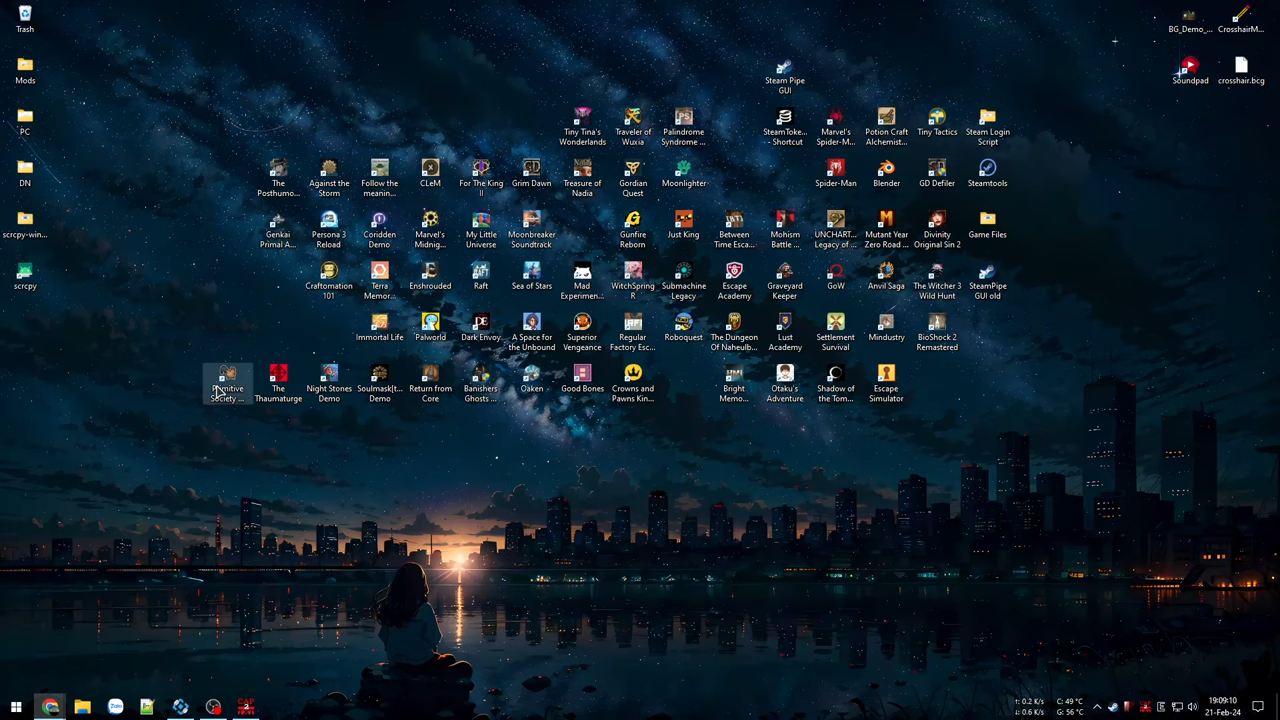 Trash
BG_Demo_...
CrosshairM...
Mods
Steam Pipe
GUI
Soundpad
crosshair.bcg
PC
Tiny Tina's
Wonderlands
Traveler of
Wuxia
Palindrome
Syndrome ...
SteamToke...
- Shortcut
Marvel's
Spider-M...
Potion Craft
Alchemist...
Tiny Tactics
Steam Login
Script
DN
The
Posthumo...
Against the
Storm
Follow the
meanin...
CLeM
For The King
II
Grim Dawn
Treasure of
Nadia
Gordian
Quest
Moonlighter
Spider-Man
Blender
GD Defiler
Steamtools
scrcpy-win...
Genkai
Primal A...
Persona 3
Reload
Coridden
Demo
Marvel's
Midnig...
My Little
Universe
Moonbreaker
Soundtrack
Gunfire
Reborn
Just King
Between
Time Esca...
Mohism
Battle ...
UNCHART...
Legacy of ...
Mutant Year
Zero Road ...
Divinity
Original Sin 2
Game Files
scrcpy
Craftomation
101
Terra
Memor...
Enshrouded
Raft
Sea of Stars
Mad
Experimen...
WitchSpring
R
Submachine
Legacy
Escape
Academy
Graveyard
Keeper
GoW
Anvil Saga
The Witcher 3
Wild Hunt
SteamPipe
GUI old
Immortal Life
Palworld
Dark Envoy
A Space for
the Unbound
Superior
Vengeance
Regular
Factory Esc...
Roboquest
The Dungeon
Of Naheulb...
Lust
Academy
Settlement
Survival
Mindustry
BioShock 2
Remastered
Primitive
Society ...
The
Thaumaturge
Night Stones
Demo
Soulmask[t...
Demo
Return from
Core
Banishers
Ghosts ...
Oaken
Good Bones
Crowns and
Pawns Kin...
Bright
Memo...
Otaku's
Adventure
Shadow of
the Tom...
Escape
Simulator
Zalo
↑: 0.2 K/s
↓: 0.6 K/s
C: 49 °C
G: 56 °C
19:09:10
21-Feb-24